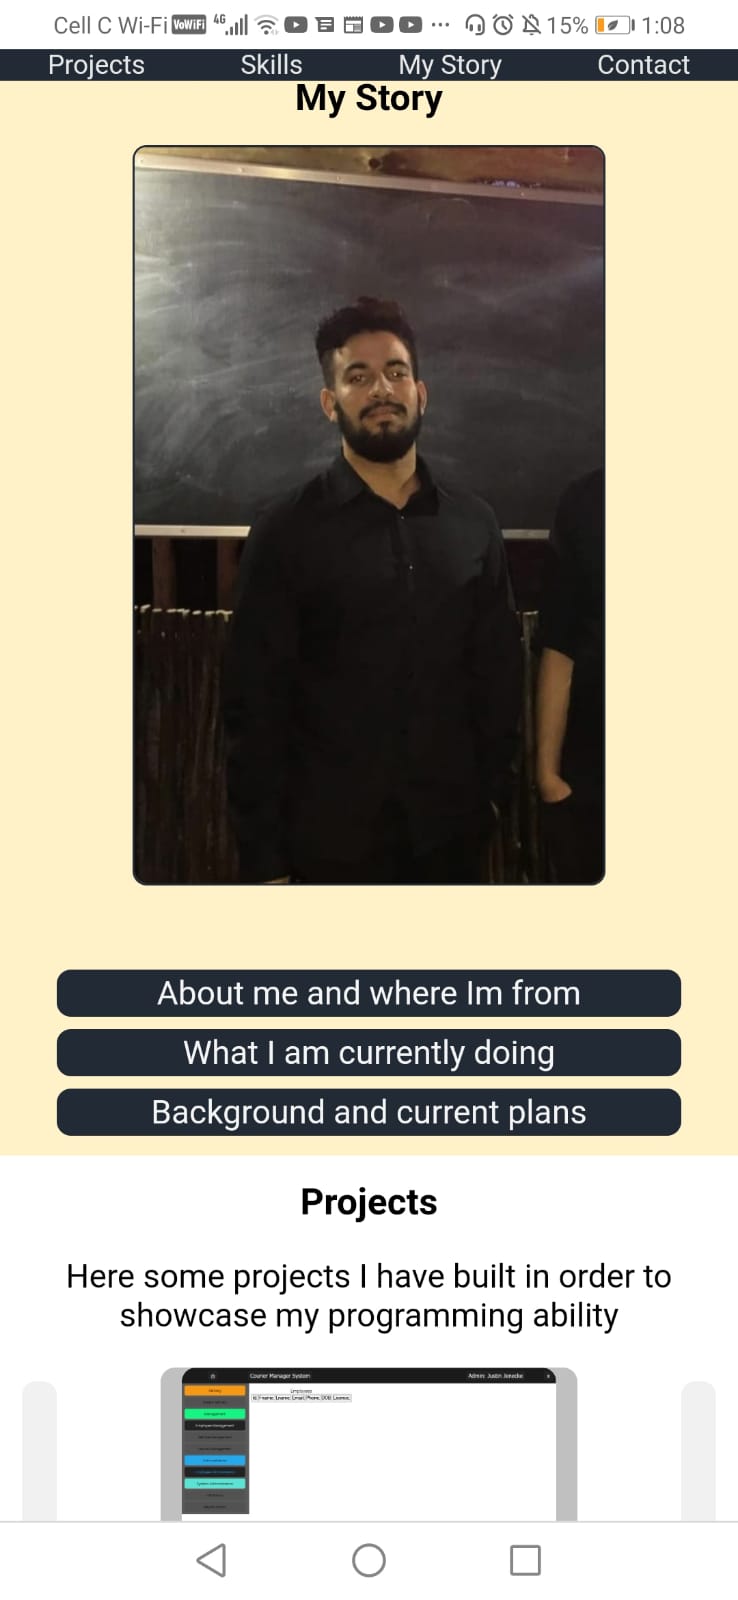 Cell C Wi-Fi VoWiFi 4G 15% 1:08
Projects Skills My Story Contact
My Story
About me and where Im from
What I am currently doing
Background and current plans
Projects
Here some projects I have built in order to
showcase my programming ability
Courier Manager System Admin: Justin Jenecke
Employees